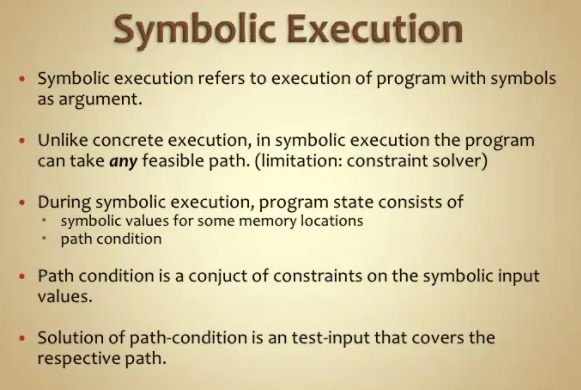 Symbolic Execution
• Symbolic execution refers to execution of program with symbols
as argument.
• Unlike concrete execution, in symbolic execution the program
can take any feasible path. (limitation: constraint solver)
• During symbolic execution, program state consists of
▪ symbolic values for some memory locations
▪ path condition
• Path condition is a conjuct of constraints on the symbolic input
values.
• Solution of path-condition is an test-input that covers the
respective path.